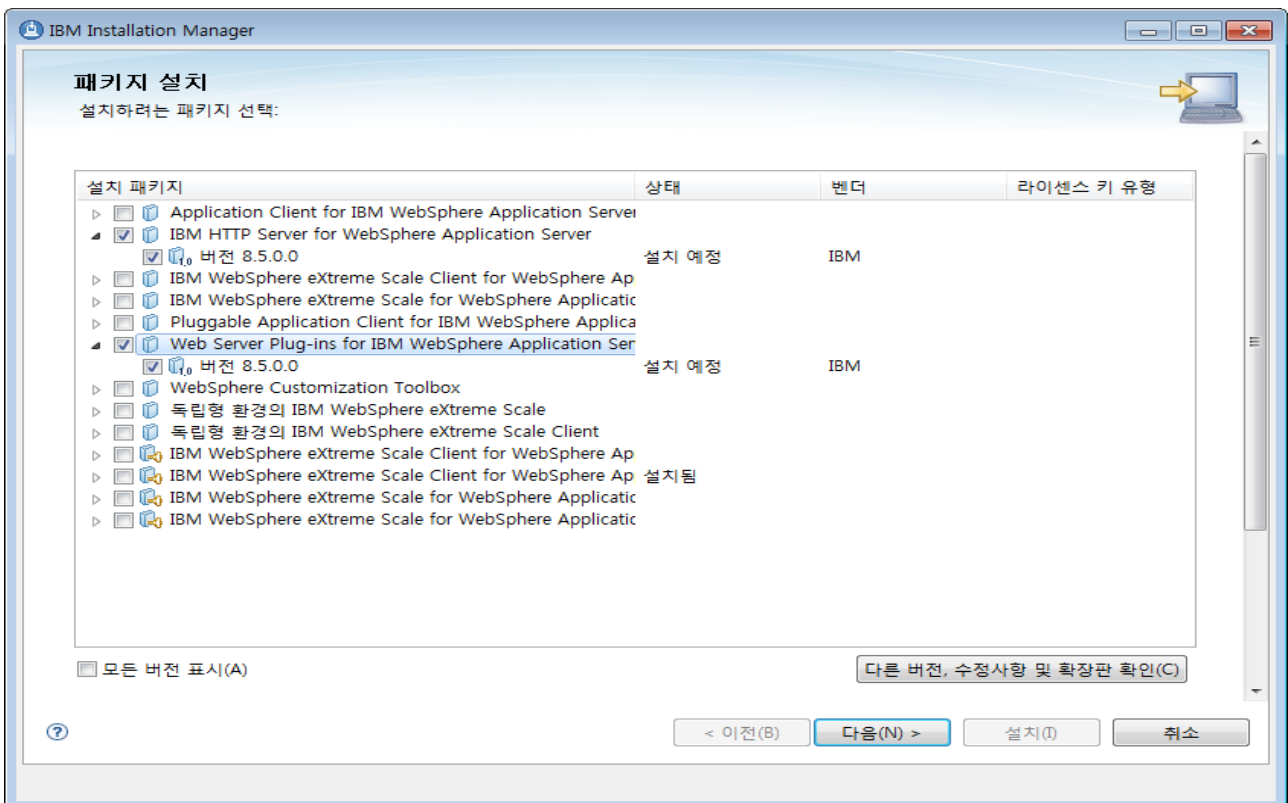 IBM Installation Manager
패키지 설치
설치하려는 패키지 선택:
설치 패키지 상태 벤더 라이센스 키 유형
Application Client for IBM WebSphere Application Server
IBM HTTP Server for WebSphere Application Server
버전 8.5.0.0 설치 예정 IBM
IBM WebSphere eXtreme Scale Client for WebSphere Ap
IBM WebSphere eXtreme Scale for WebSphere Applicatic
Pluggable Application Client for IBM WebSphere Applica
Web Server Plug-ins for IBM WebSphere Application Ser
버전 8.5.0.0 설치 예정 IBM
WebSphere Customization Toolbox
독립형 환경의 IBM WebSphere eXtreme Scale
독립형 환경의 IBM WebSphere eXtreme Scale Client
IBM WebSphere eXtreme Scale Client for WebSphere Ap
IBM WebSphere eXtreme Scale Client for WebSphere Ap 설치됨
IBM WebSphere eXtreme Scale for WebSphere Applicatic
IBM WebSphere eXtreme Scale for WebSphere Applicatic
모든 버전 표시(A) 다른 버전, 수정사항 및 확장판 확인(C)
< 이전(B) 다음(N) > 설치(I) 취소